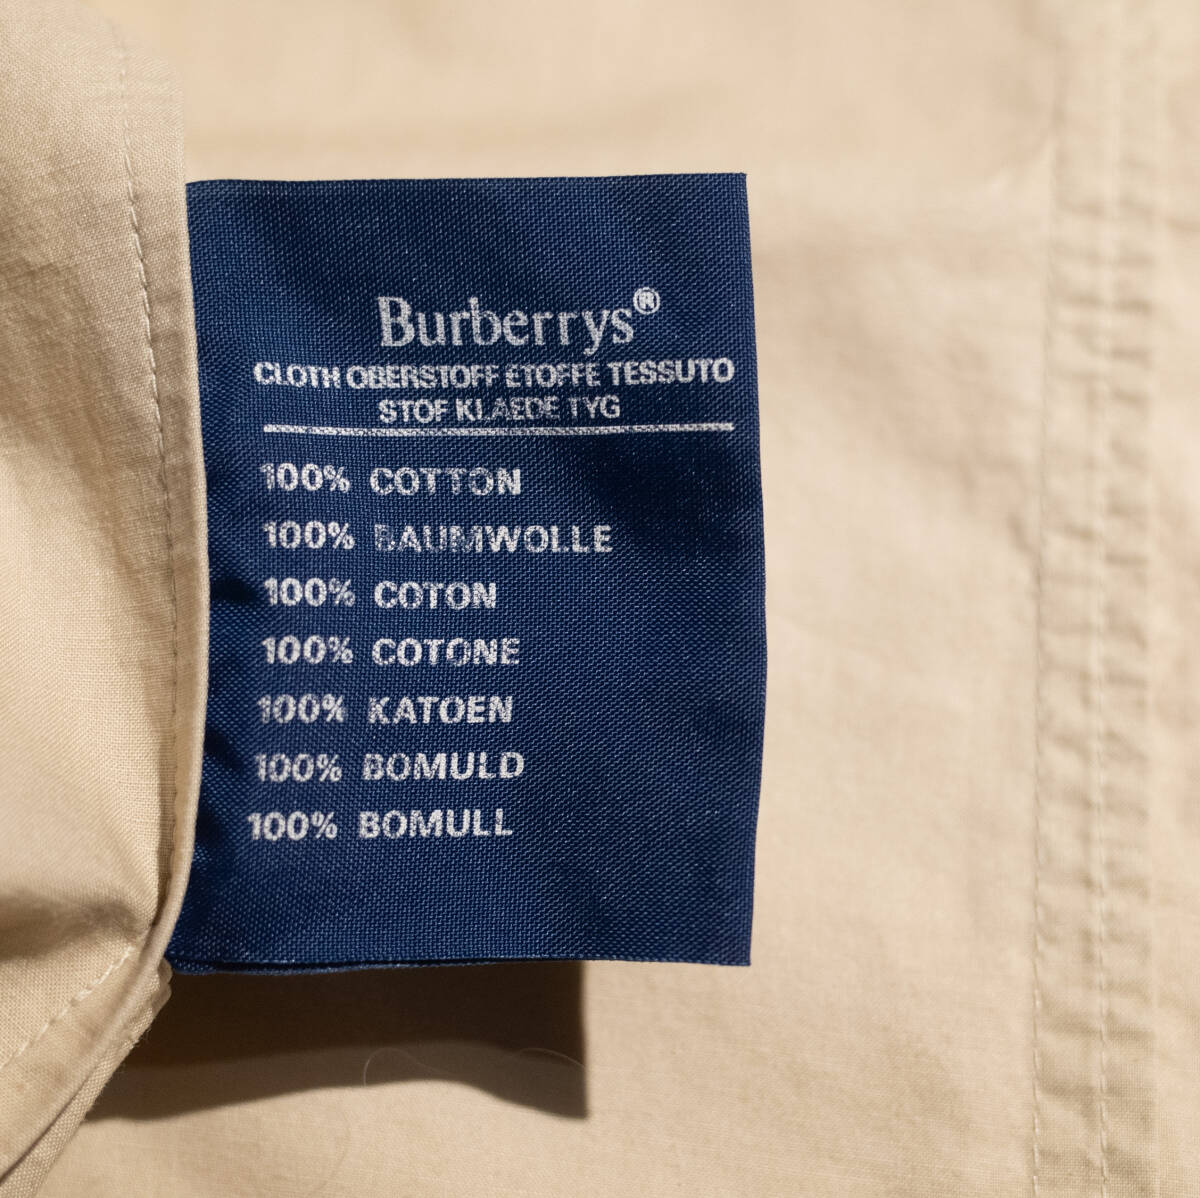 Burberrys®
CLOTH OBERSTOFF ETOFFE TESSUTO
STOF KLAEDE TYG
100% COTTON
100% BAUMWOLLE
100% COTON
100% COTONE
100% KATOEN
100% BOMULD
100% BOMULL